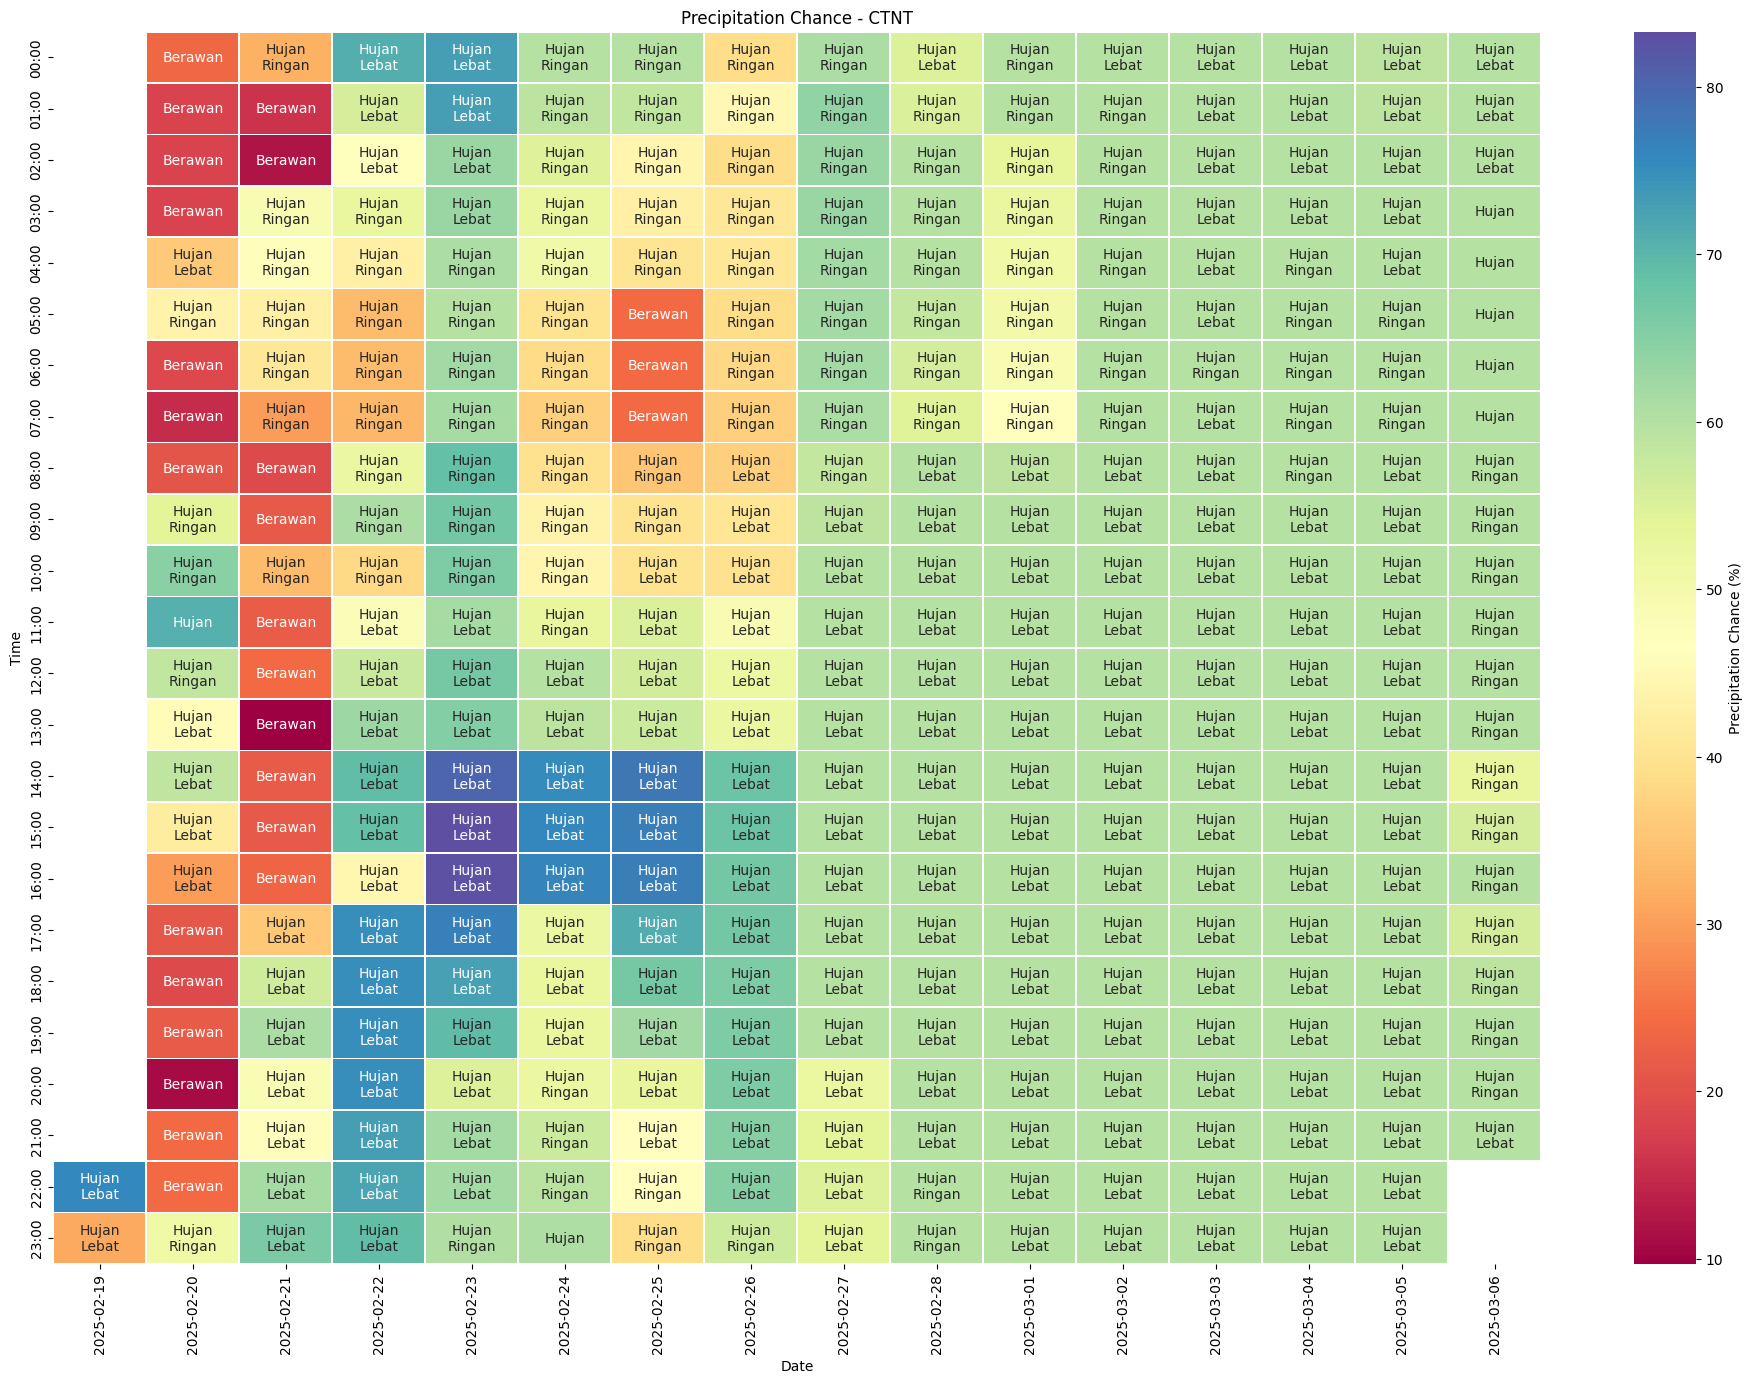 Precipitation Chance - CTNT
00:00 Berawan Hujan Ringan Hujan Lebat Hujan Lebat Hujan Ringan Hujan Ringan Hujan Ringan Hujan Ringan Hujan Lebat Hujan Ringan Hujan Lebat Hujan Lebat Hujan Lebat Hujan Lebat Hujan Lebat
01:00 Berawan Berawan Hujan Lebat Hujan Lebat Hujan Ringan Hujan Ringan Hujan Ringan Hujan Ringan Hujan Ringan Hujan Ringan Hujan Ringan Hujan Lebat Hujan Lebat Hujan Lebat Hujan Lebat
02:00 Berawan Berawan Hujan Lebat Hujan Lebat Hujan Ringan Hujan Ringan Hujan Ringan Hujan Ringan Hujan Ringan Hujan Ringan Hujan Ringan Hujan Lebat Hujan Lebat Hujan Lebat Hujan Lebat
03:00 Berawan Hujan Ringan Hujan Ringan Hujan Lebat Hujan Ringan Hujan Ringan Hujan Ringan Hujan Ringan Hujan Ringan Hujan Ringan Hujan Ringan Hujan Lebat Hujan Lebat Hujan Lebat Hujan
04:00 Hujan Lebat Hujan Ringan Hujan Ringan Hujan Ringan Hujan Ringan Hujan Ringan Hujan Ringan Hujan Ringan Hujan Ringan Hujan Ringan Hujan Ringan Hujan Lebat Hujan Ringan Hujan Lebat Hujan
05:00 Hujan Ringan Hujan Ringan Hujan Ringan Hujan Ringan Hujan Ringan Berawan Hujan Ringan Hujan Ringan Hujan Ringan Hujan Ringan Hujan Ringan Hujan Lebat Hujan Ringan Hujan Ringan Hujan
06:00 Berawan Hujan Ringan Hujan Ringan Hujan Ringan Hujan Ringan Berawan Hujan Ringan Hujan Ringan Hujan Ringan Hujan Ringan Hujan Ringan Hujan Ringan Hujan Ringan Hujan Ringan Hujan
07:00 Berawan Hujan Ringan Hujan Ringan Hujan Ringan Hujan Ringan Berawan Hujan Ringan Hujan Ringan Hujan Ringan Hujan Ringan Hujan Ringan Hujan Lebat Hujan Ringan Hujan Ringan Hujan
08:00 Berawan Berawan Hujan Ringan Hujan Ringan Hujan Ringan Hujan Ringan Hujan Lebat Hujan Ringan Hujan Lebat Hujan Lebat Hujan Lebat Hujan Lebat Hujan Ringan Hujan Lebat Hujan Ringan
09:00 Hujan Ringan Berawan Hujan Ringan Hujan Ringan Hujan Ringan Hujan Ringan Hujan Lebat Hujan Lebat Hujan Lebat Hujan Lebat Hujan Lebat Hujan Lebat Hujan Lebat Hujan Lebat Hujan Ringan
10:00 Hujan Ringan Hujan Ringan Hujan Ringan Hujan Ringan Hujan Ringan Hujan Lebat Hujan Lebat Hujan Lebat Hujan Lebat Hujan Lebat Hujan Lebat Hujan Lebat Hujan Lebat Hujan Lebat Hujan Ringan
11:00 Hujan Berawan Hujan Lebat Hujan Lebat Hujan Ringan Hujan Lebat Hujan Lebat Hujan Lebat Hujan Lebat Hujan Lebat Hujan Lebat Hujan Lebat Hujan Lebat Hujan Lebat Hujan Ringan
12:00 Hujan Ringan Berawan Hujan Lebat Hujan Lebat Hujan Lebat Hujan Lebat Hujan Lebat Hujan Lebat Hujan Lebat Hujan Lebat Hujan Lebat Hujan Lebat Hujan Lebat Hujan Lebat Hujan Ringan
13:00 Hujan Lebat Berawan Hujan Lebat Hujan Lebat Hujan Lebat Hujan Lebat Hujan Lebat Hujan Lebat Hujan Lebat Hujan Lebat Hujan Lebat Hujan Lebat Hujan Lebat Hujan Lebat Hujan Ringan
14:00 Hujan Lebat Berawan Hujan Lebat Hujan Lebat Hujan Lebat Hujan Lebat Hujan Lebat Hujan Lebat Hujan Lebat Hujan Lebat Hujan Lebat Hujan Lebat Hujan Lebat Hujan Lebat Hujan Ringan
15:00 Hujan Lebat Berawan Hujan Lebat Hujan Lebat Hujan Lebat Hujan Lebat Hujan Lebat Hujan Lebat Hujan Lebat Hujan Lebat Hujan Lebat Hujan Lebat Hujan Lebat Hujan Lebat Hujan Ringan
16:00 Hujan Lebat Berawan Hujan Lebat Hujan Lebat Hujan Lebat Hujan Lebat Hujan Lebat Hujan Lebat Hujan Lebat Hujan Lebat Hujan Lebat Hujan Lebat Hujan Lebat Hujan Lebat Hujan Ringan
17:00 Berawan Hujan Lebat Hujan Lebat Hujan Lebat Hujan Lebat Hujan Lebat Hujan Lebat Hujan Lebat Hujan Lebat Hujan Lebat Hujan Lebat Hujan Lebat Hujan Lebat Hujan Lebat Hujan Ringan
18:00 Berawan Hujan Lebat Hujan Lebat Hujan Lebat Hujan Lebat Hujan Lebat Hujan Lebat Hujan Lebat Hujan Lebat Hujan Lebat Hujan Lebat Hujan Lebat Hujan Lebat Hujan Lebat Hujan Ringan
19:00 Berawan Hujan Lebat Hujan Lebat Hujan Lebat Hujan Lebat Hujan Lebat Hujan Lebat Hujan Lebat Hujan Lebat Hujan Lebat Hujan Lebat Hujan Lebat Hujan Lebat Hujan Lebat Hujan Ringan
20:00 Berawan Hujan Lebat Hujan Lebat Hujan Lebat Hujan Ringan Hujan Lebat Hujan Lebat Hujan Lebat Hujan Lebat Hujan Lebat Hujan Lebat Hujan Lebat Hujan Lebat Hujan Lebat Hujan Ringan
21:00 Berawan Hujan Lebat Hujan Lebat Hujan Lebat Hujan Ringan Hujan Lebat Hujan Lebat Hujan Lebat Hujan Lebat Hujan Lebat Hujan Lebat Hujan Lebat Hujan Lebat Hujan Lebat Hujan Lebat
22:00 Hujan Lebat Berawan Hujan Lebat Hujan Lebat Hujan Lebat Hujan Ringan Hujan Ringan Hujan Lebat Hujan Lebat Hujan Ringan Hujan Lebat Hujan Lebat Hujan Lebat Hujan Lebat Hujan Lebat
23:00 Hujan Lebat Hujan Ringan Hujan Lebat Hujan Lebat Hujan Ringan Hujan Hujan Ringan Hujan Ringan Hujan Lebat Hujan Ringan Hujan Lebat Hujan Lebat Hujan Lebat Hujan Lebat Hujan Lebat
Time
2025-02-19 2025-02-20 2025-02-21 2025-02-22 2025-02-23 2025-02-24 2025-02-25 2025-02-26 2025-02-27 2025-02-28 2025-03-01 2025-03-02 2025-03-03 2025-03-04 2025-03-05 2025-03-06
Date
80
70
60
50
40
30
20
10
Precipitation Chance (%)